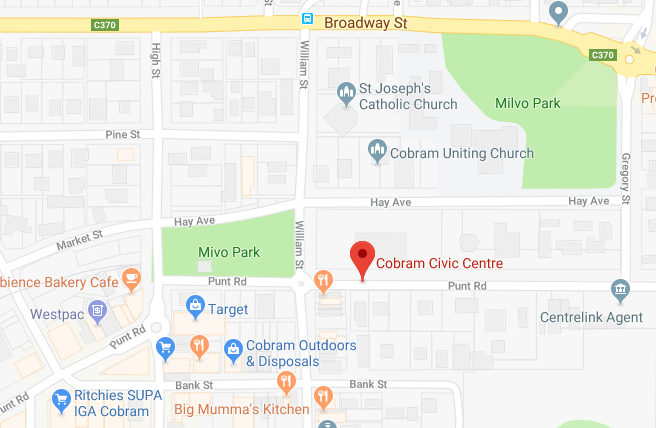 Broadway St
C370
C370
High St
William St
St Joseph's
Catholic Church
Milvo Park
Pr
Pine St
Cobram Uniting Church
Gregory St
Hay Ave
Hay Ave
Market St
William St
Mivo Park
Cobram Civic Centre
bience Bakery Cafe
Punt Rd
Punt Rd
Westpac
Target
Centrelink Agent
Punt Rd
Cobram Outdoors
& Disposals
Bank St
Bank St
Ritchies SUPA
IGA Cobram
Big Mumma's Kitchen
unt Rd